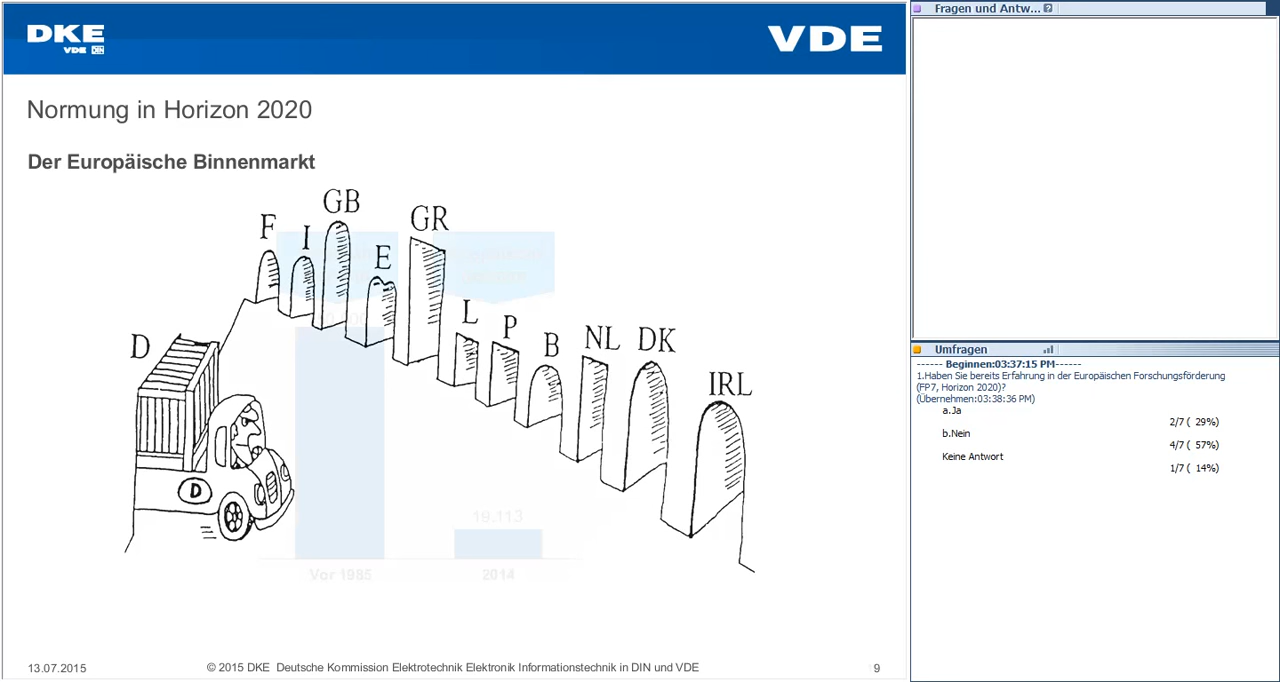 DKE
VDE DIN
VDE
Normung in Horizon 2020
Der Europäische Binnenmarkt
F
I
GB
E
GR
L
P
B
NL
DK
IRL
D
D
19.113
Vor 1985
2014
13.07.2015
© 2015 DKE Deutsche Kommission Elektrotechnik Elektronik Informationstechnik in DIN und VDE
9
Fragen und Antw... ?
Umfragen
------ Beginnen:03:37:15 PM------
1.Haben Sie bereits Erfahrung in der Europäischen Forschungsförderung
(FP7, Horizon 2020)?
(Übernehmen:03:38:36 PM)
a.Ja
2/7 ( 29%)
b.Nein
4/7 ( 57%)
Keine Antwort
1/7 ( 14%)